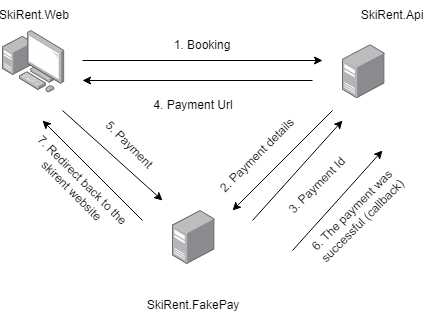 SkiRent.Web
SkiRent.Api
1. Booking
4. Payment Url
5. Payment
7. Redirect back to the
skirent website
2. Payment details
3. Payment Id
6. The payment was
successful (callback)
SkiRent.FakePay